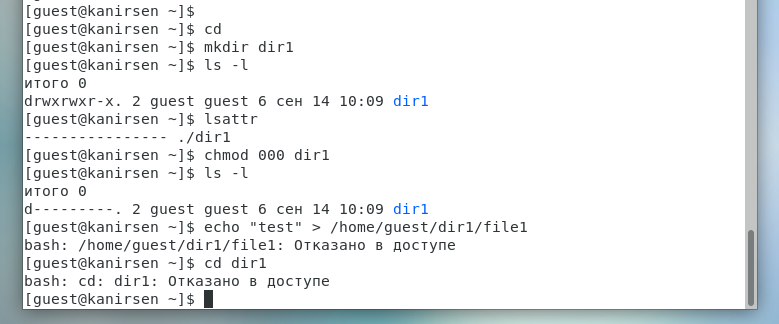 [guest@kanirsen ~]$
[guest@kanirsen ~]$ cd
[guest@kanirsen ~]$ mkdir dir1
[guest@kanirsen ~]$ ls -l
итого 0
drwxrwxr-x. 2 guest guest 6 сен 14 10:09 dir1
[guest@kanirsen ~]$ lsattr
---------------- ./dir1
[guest@kanirsen ~]$ chmod 000 dir1
[guest@kanirsen ~]$ ls -l
итого 0
d---------. 2 guest guest 6 сен 14 10:09 dir1
[guest@kanirsen ~]$ echo "test" > /home/guest/dir1/file1
bash: /home/guest/dir1/file1: Отказано в доступе
[guest@kanirsen ~]$ cd dir1
bash: cd: dir1: Отказано в доступе
[guest@kanirsen ~]$